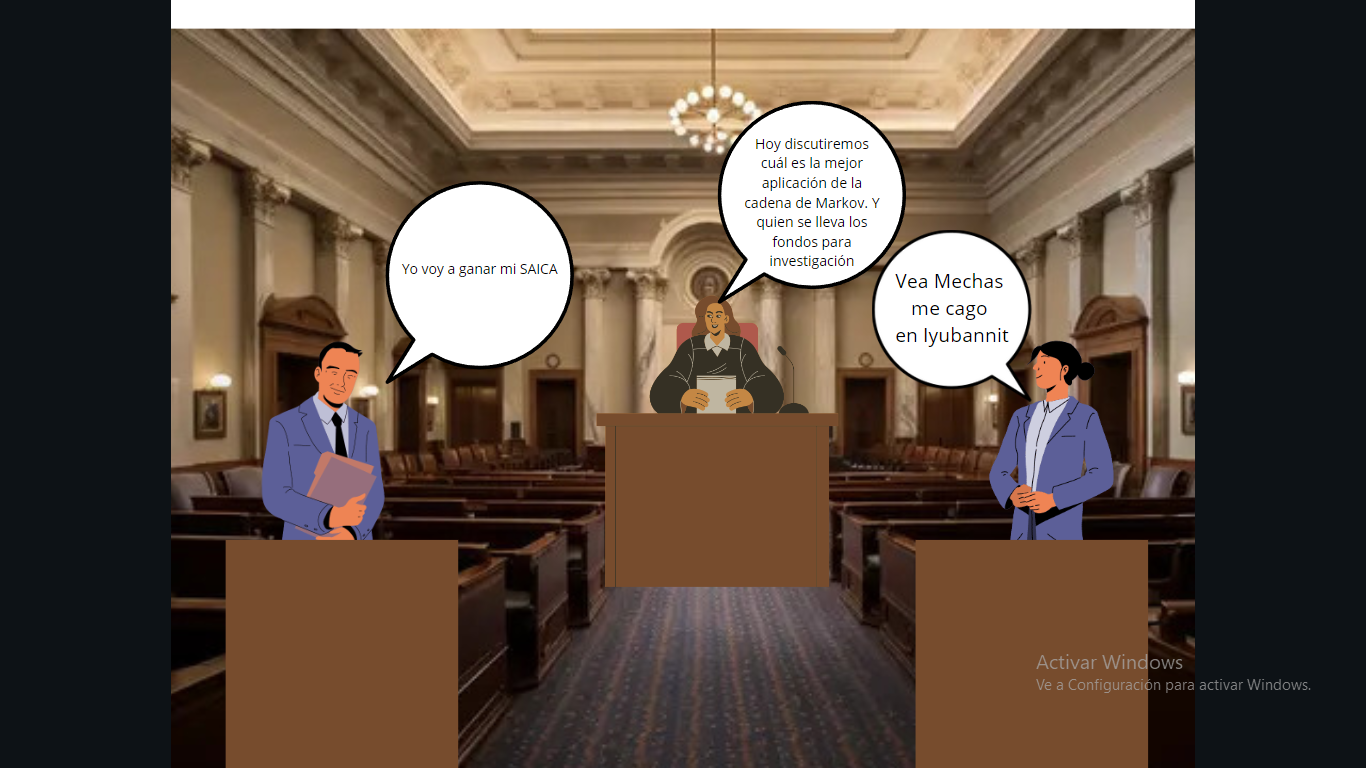 Hoy discutiremos
cuál es la mejor
aplicación de la
cadena de Markov. Y
quien se lleva los
fondos para
investigación
Yo voy a ganar mi SAICA
Vea Mechas
me cago
en lyubannit
Activar Windows
Ve a Configuración para activar Windows.